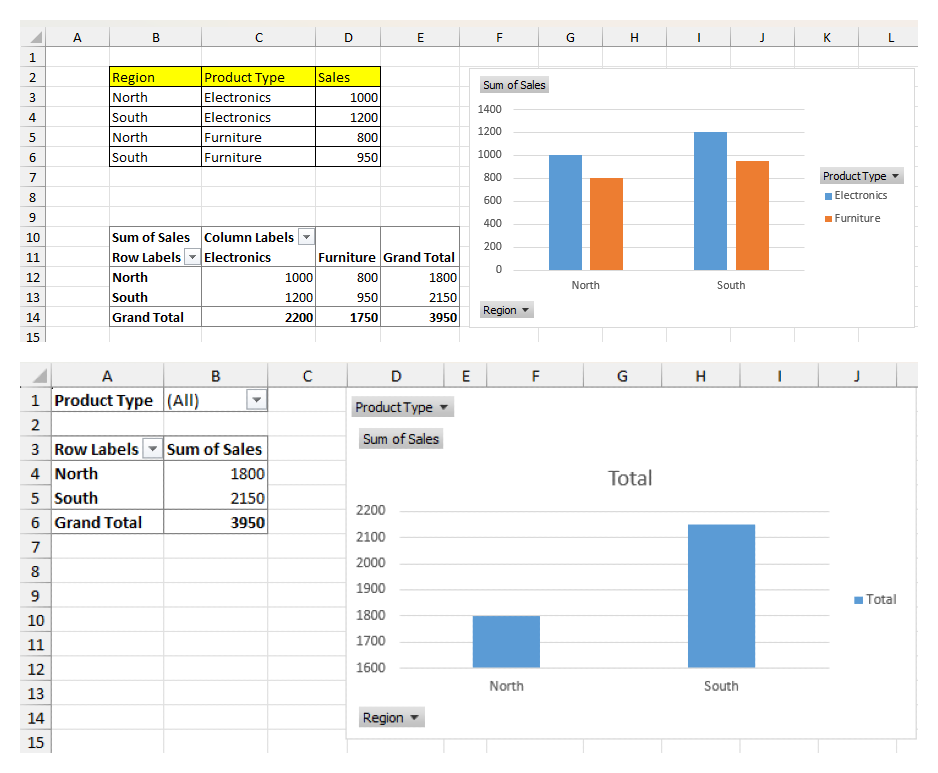 A B C D E F G H I J K L
1
2 Region Product Type Sales
3 North Electronics 1000
4 South Electronics 1200
5 North Furniture 800
6 South Furniture 950
7
8
9
10 Sum of Sales Column Labels
11 Row Labels Electronics Furniture Grand Total
12 North 1000 800 1800
13 South 1200 950 2150
14 Grand Total 2200 1750 3950
15
Sum of Sales
1400
1200
1000
800
600
400
200
0
North South
Product Type
Electronics
Furniture
Region
A B C D E F G H I J
1 Product Type (All)
2
3 Row Labels Sum of Sales
4 North 1800
5 South 2150
6 Grand Total 3950
7
8
9
10
11
12
13
14
15
Product Type
Sum of Sales
Total
2200
2100
2000
1900
1800
1700
1600
North South
Total
Region